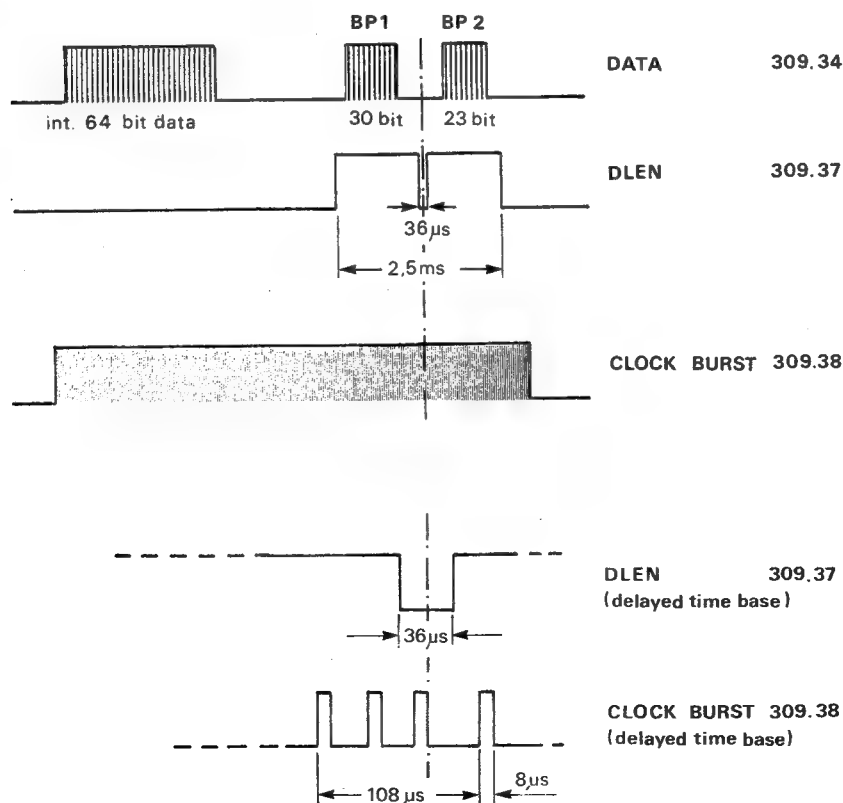 BP1 BP 2
DATA 309.34
int. 64 bit data 30 bit 23 bit
DLEN 309.37
36µs
2,5ms
CLOCK BURST 309.38
DLEN 309.37
(delayed time base)
36µs
CLOCK BURST 309.38
(delayed time base)
8µs
108µs